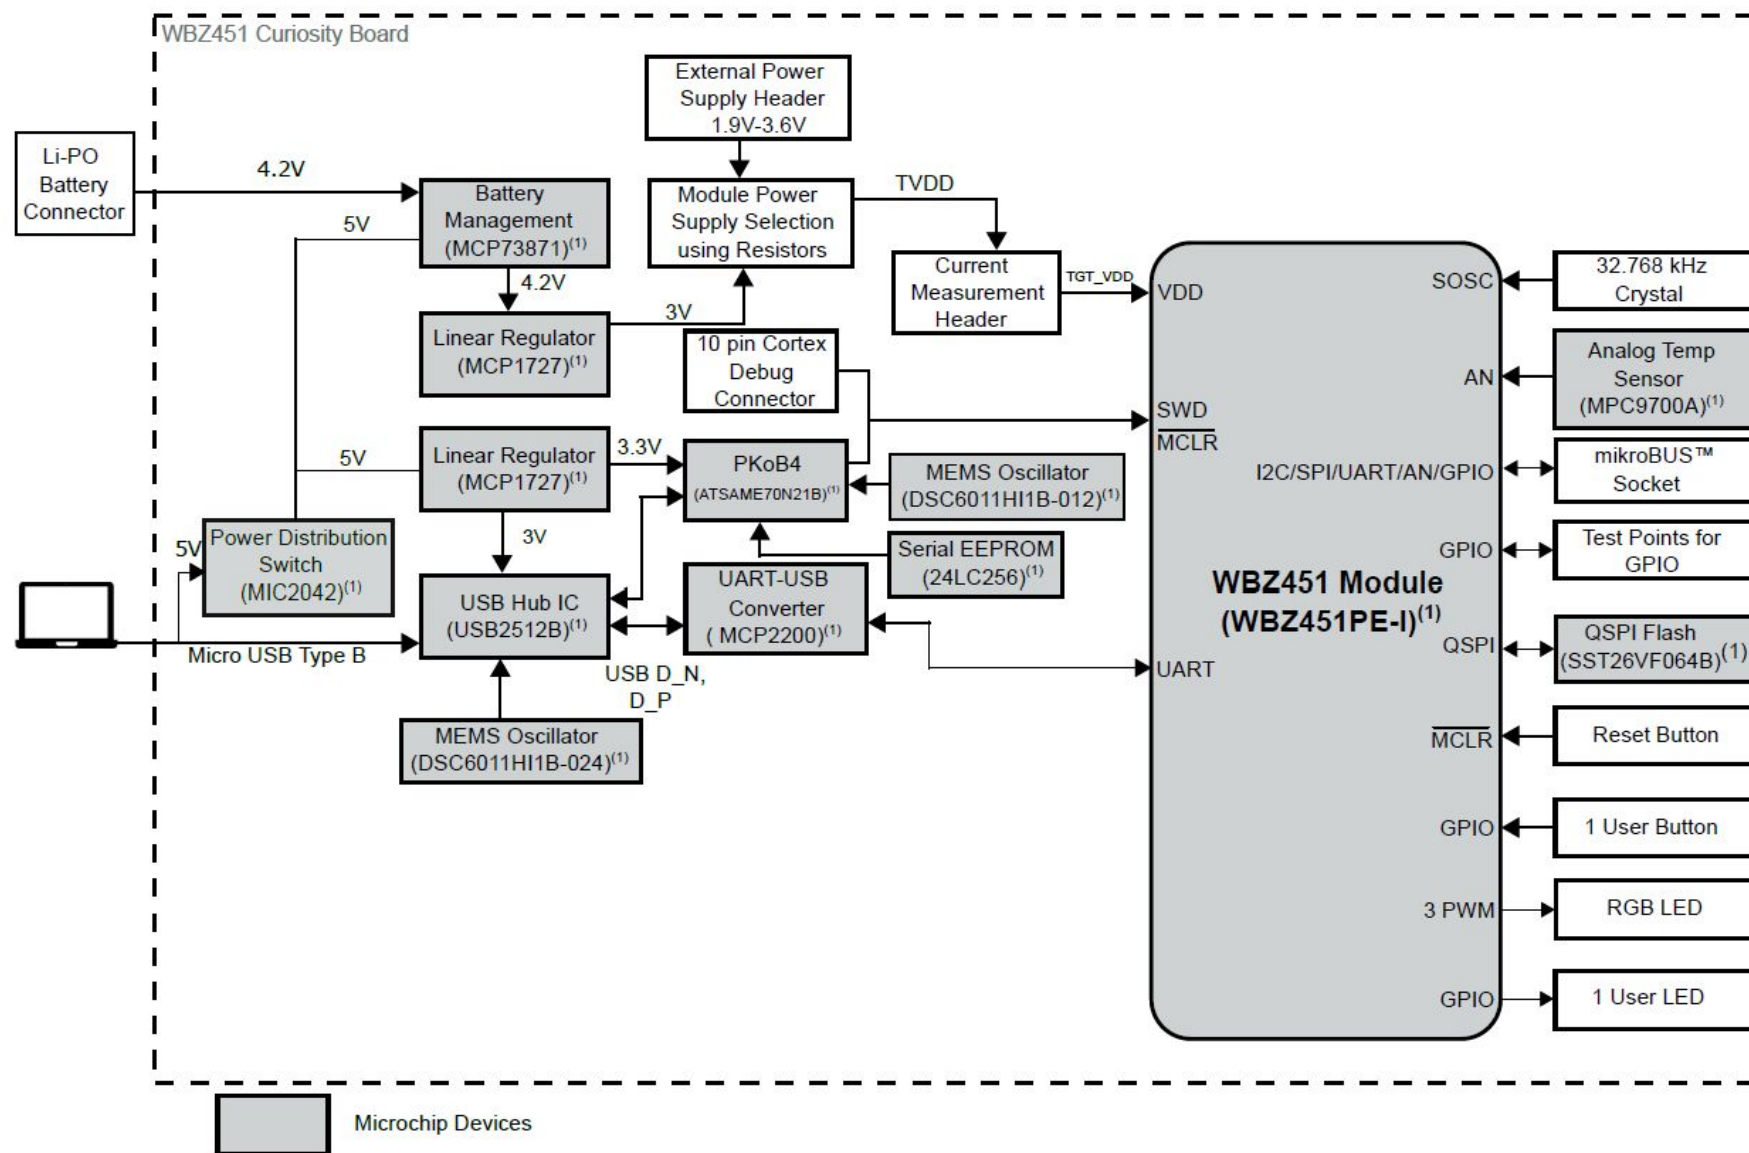 WBZ451 Curiosity Board
External Power
Supply Header
1.9V-3.6V
Li-PO
Battery
Connector
4.2V
Battery
Management
(MCP73871)(1)
5V
4.2V
Module Power
Supply Selection
using Resistors
TVDD
Current
Measurement
Header
TGT_VDD
Linear Regulator
(MCP1727)(1)
3V
10 pin Cortex
Debug
Connector
Linear Regulator
(MCP1727)(1)
5V
3.3V
3V
PKoB4
(ATSAME70N21B)(1)
MEMS Oscillator
(DSC6011HI1B-012)(1)
Serial EEPROM
(24LC256)(1)
Power Distribution
Switch
(MIC2042)(1)
5V
Micro USB Type B
USB Hub IC
(USB2512B)(1)
UART-USB
Converter
( MCP2200)(1)
USB D_N,
D_P
MEMS Oscillator
(DSC6011HI1B-024)(1)
VDD
SWD
MCLR
UART
WBZ451 Module
(WBZ451PE-I)(1)
SOSC
AN
I2C/SPI/UART/AN/GPIO
GPIO
QSPI
MCLR
GPIO
3 PWM
GPIO
32.768 kHz
Crystal
Analog Temp
Sensor
(MPC9700A)(1)
mikroBUS™
Socket
Test Points for
GPIO
QSPI Flash
(SST26VF064B)(1)
Reset Button
1 User Button
RGB LED
1 User LED
Microchip Devices